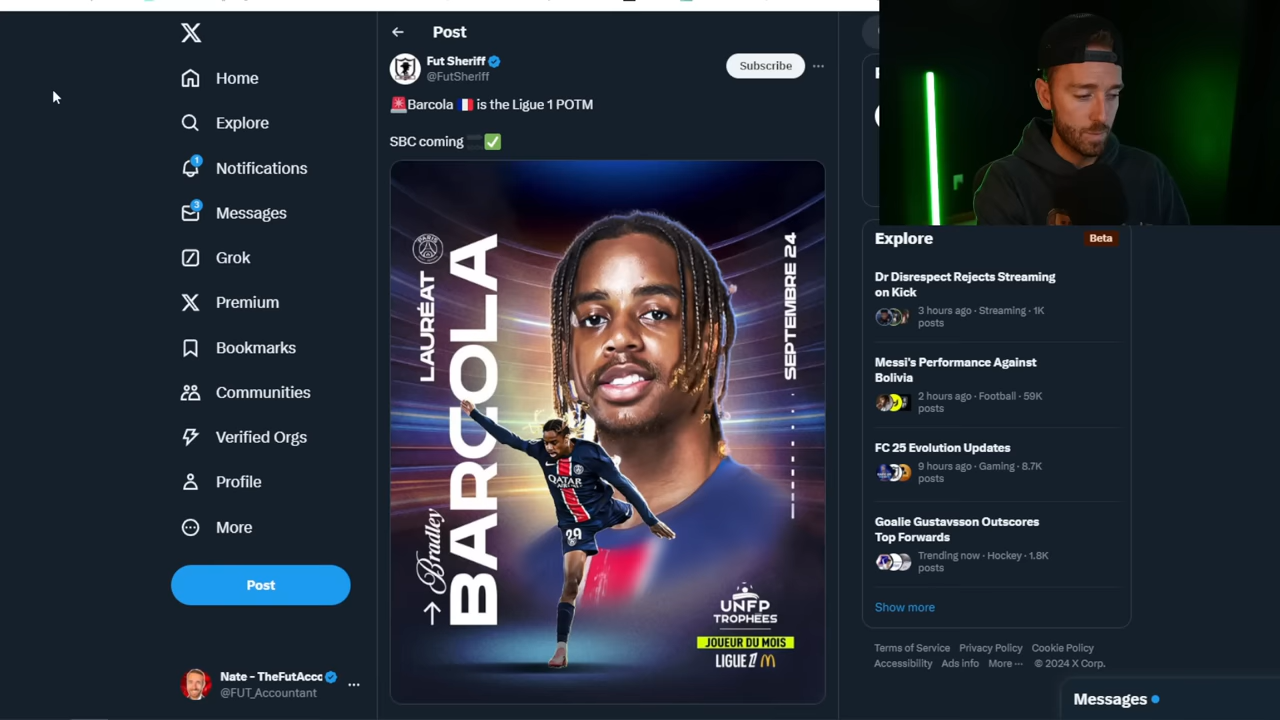 Home
Explore
1
Notifications
3
Messages
Grok
Premium
Bookmarks
Communities
Verified Orgs
Profile
More
Post
Nate - TheFutAcc
@FUT_Accountant
Post
Fut Sheriff
@FutSheriff
Subscribe
Barcola is the Ligue 1 POTM
SBC coming
LAURÉAT
Bradley
BARCOLA
SEPTEMBRE 24
PARIS
QATAR
29
UNFP
TROPHÉES
JOUEUR DU MOIS
LIGUE 1
Explore
Beta
Dr Disrespect Rejects Streaming
on Kick
3 hours ago · Streaming · 1K
posts
Messi's Performance Against
Bolivia
2 hours ago · Football · 59K
posts
FC 25 Evolution Updates
9 hours ago · Gaming · 8.7K
posts
Goalie Gustavsson Outscores
Top Forwards
Trending now · Hockey · 1.8K
posts
Show more
Terms of Service Privacy Policy Cookie Policy
Accessibility Ads info More ··· © 2024 X Corp.
Messages